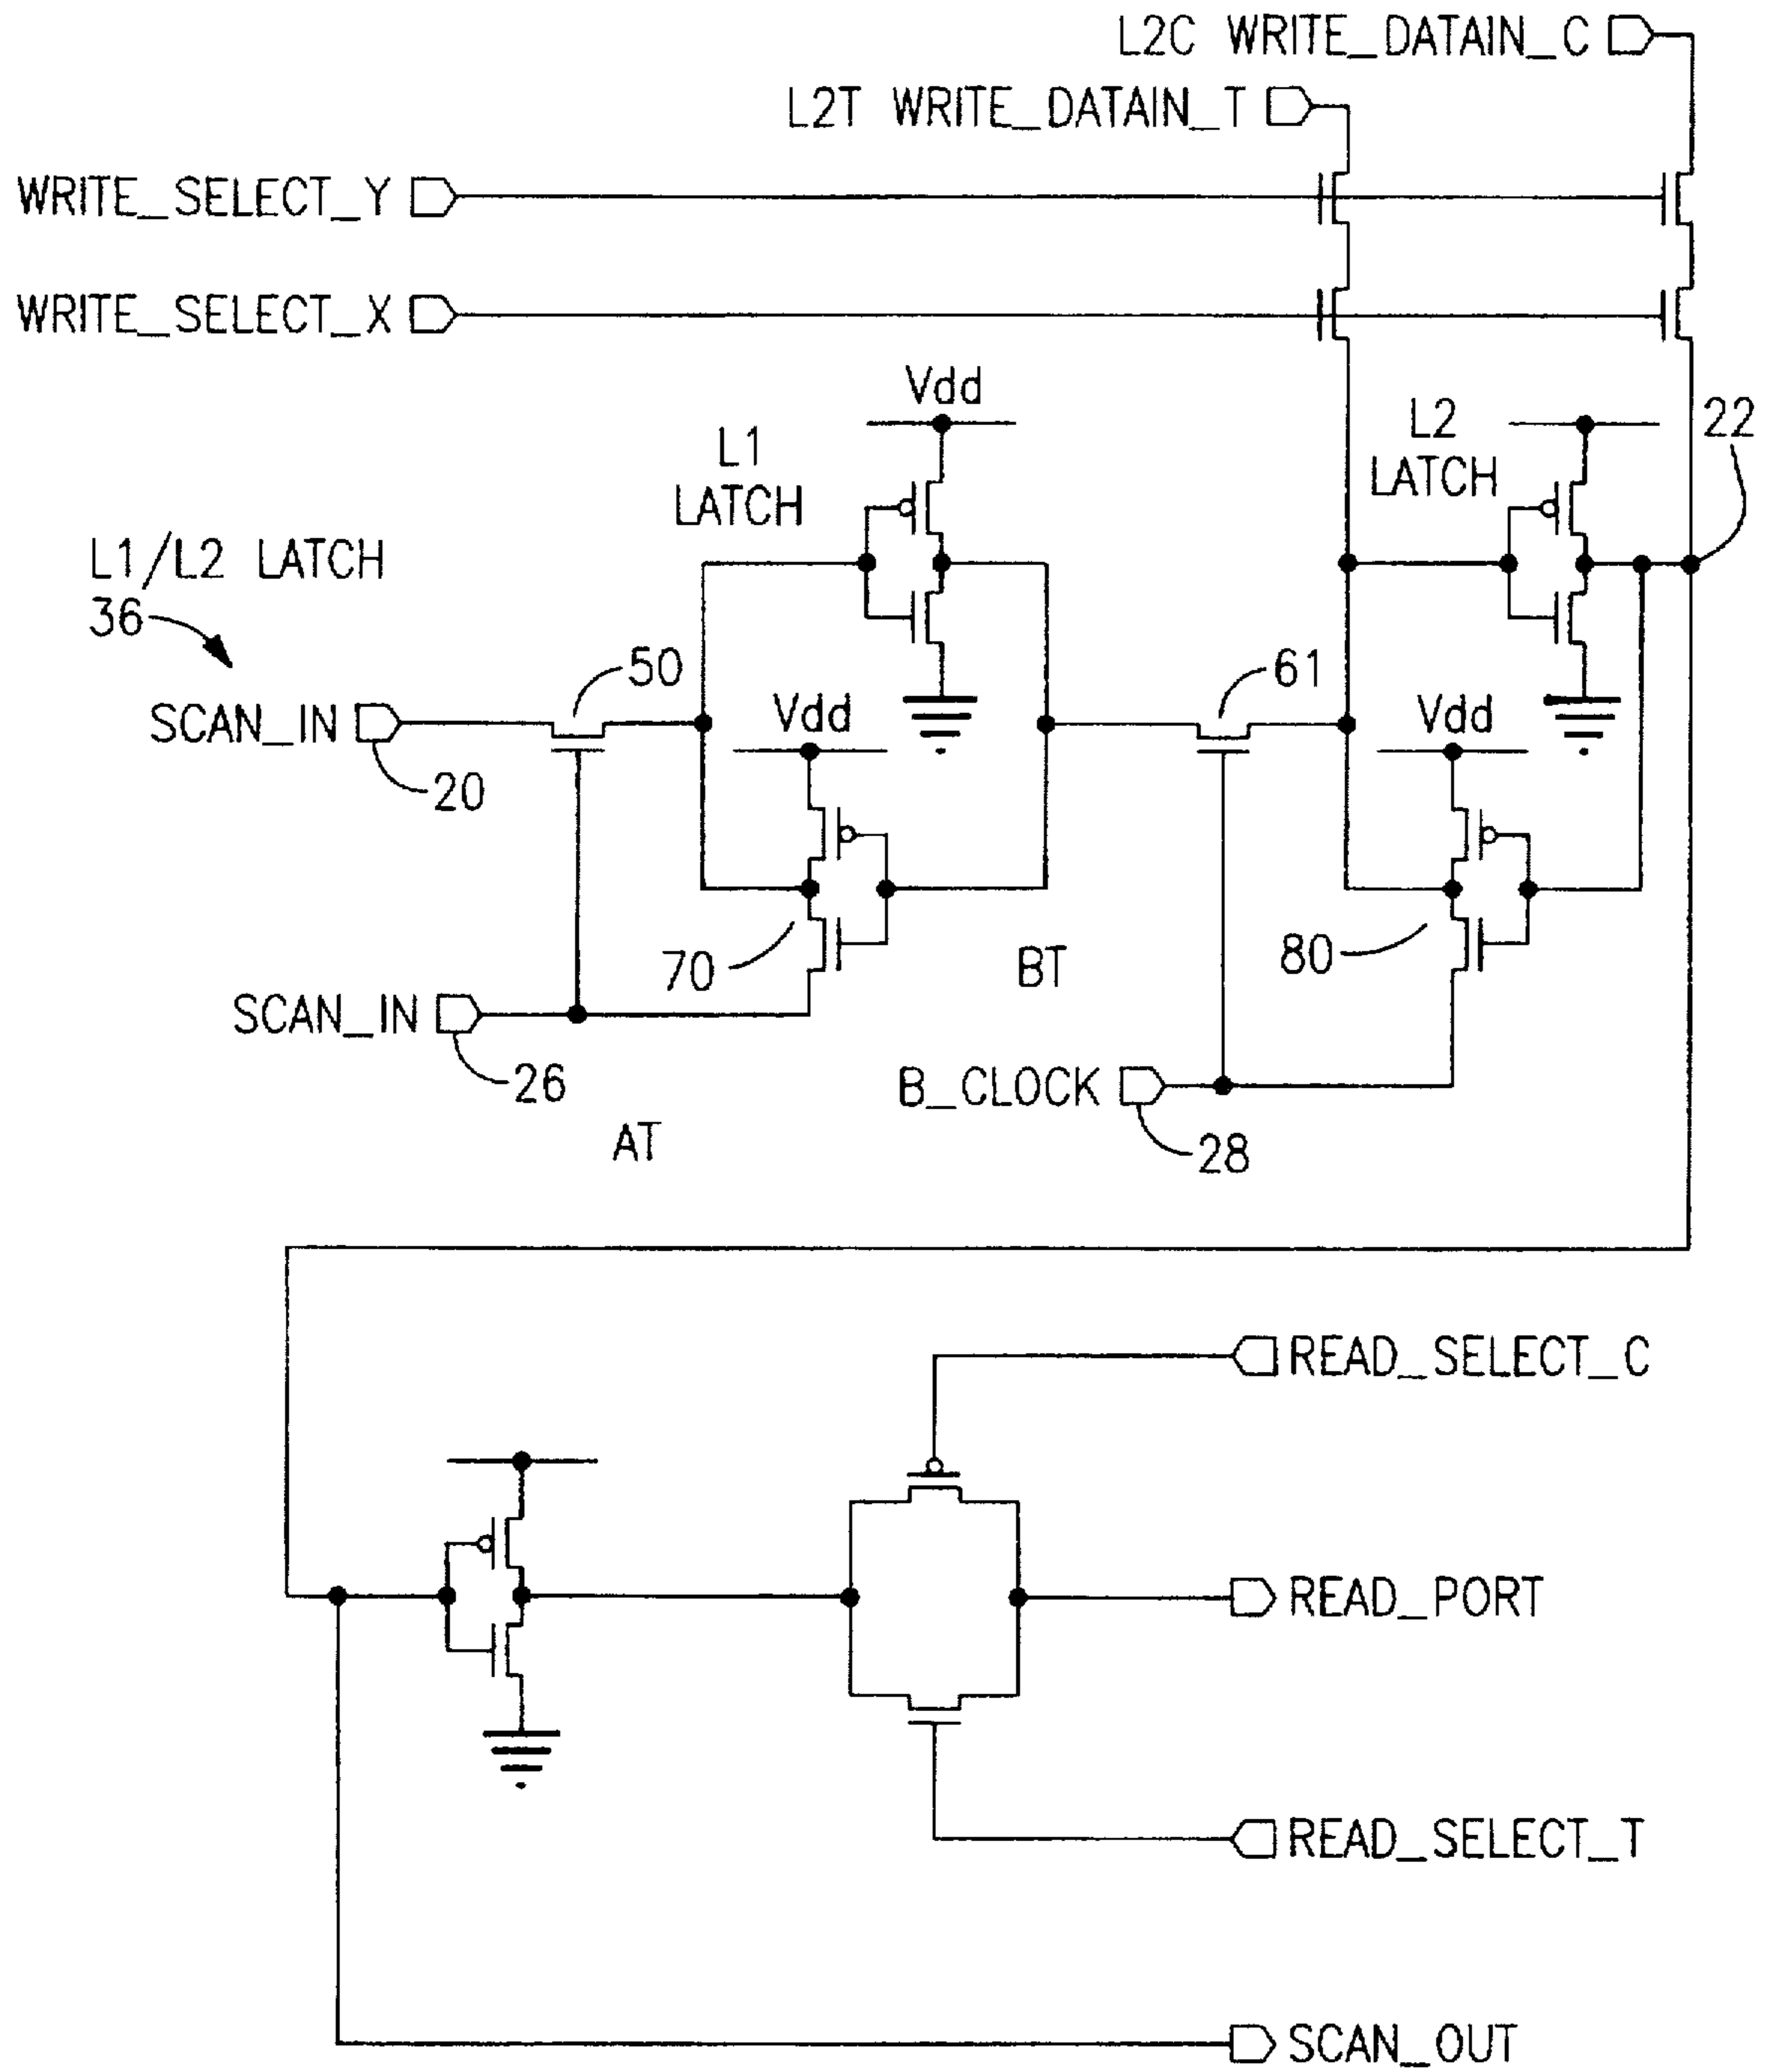 L2C WRITE_DATAIN_C
L2T WRITE_DATAIN_T
WRITE_SELECT_Y
WRITE_SELECT_X
Vdd
L1
LATCH
L2
LATCH
22
L1/L2 LATCH
36
50
61
SCAN_IN
Vdd
Vdd
20
70
BT
80
SCAN_IN
26
B_CLOCK
AT
28
READ_SELECT_C
READ_PORT
READ_SELECT_T
SCAN_OUT